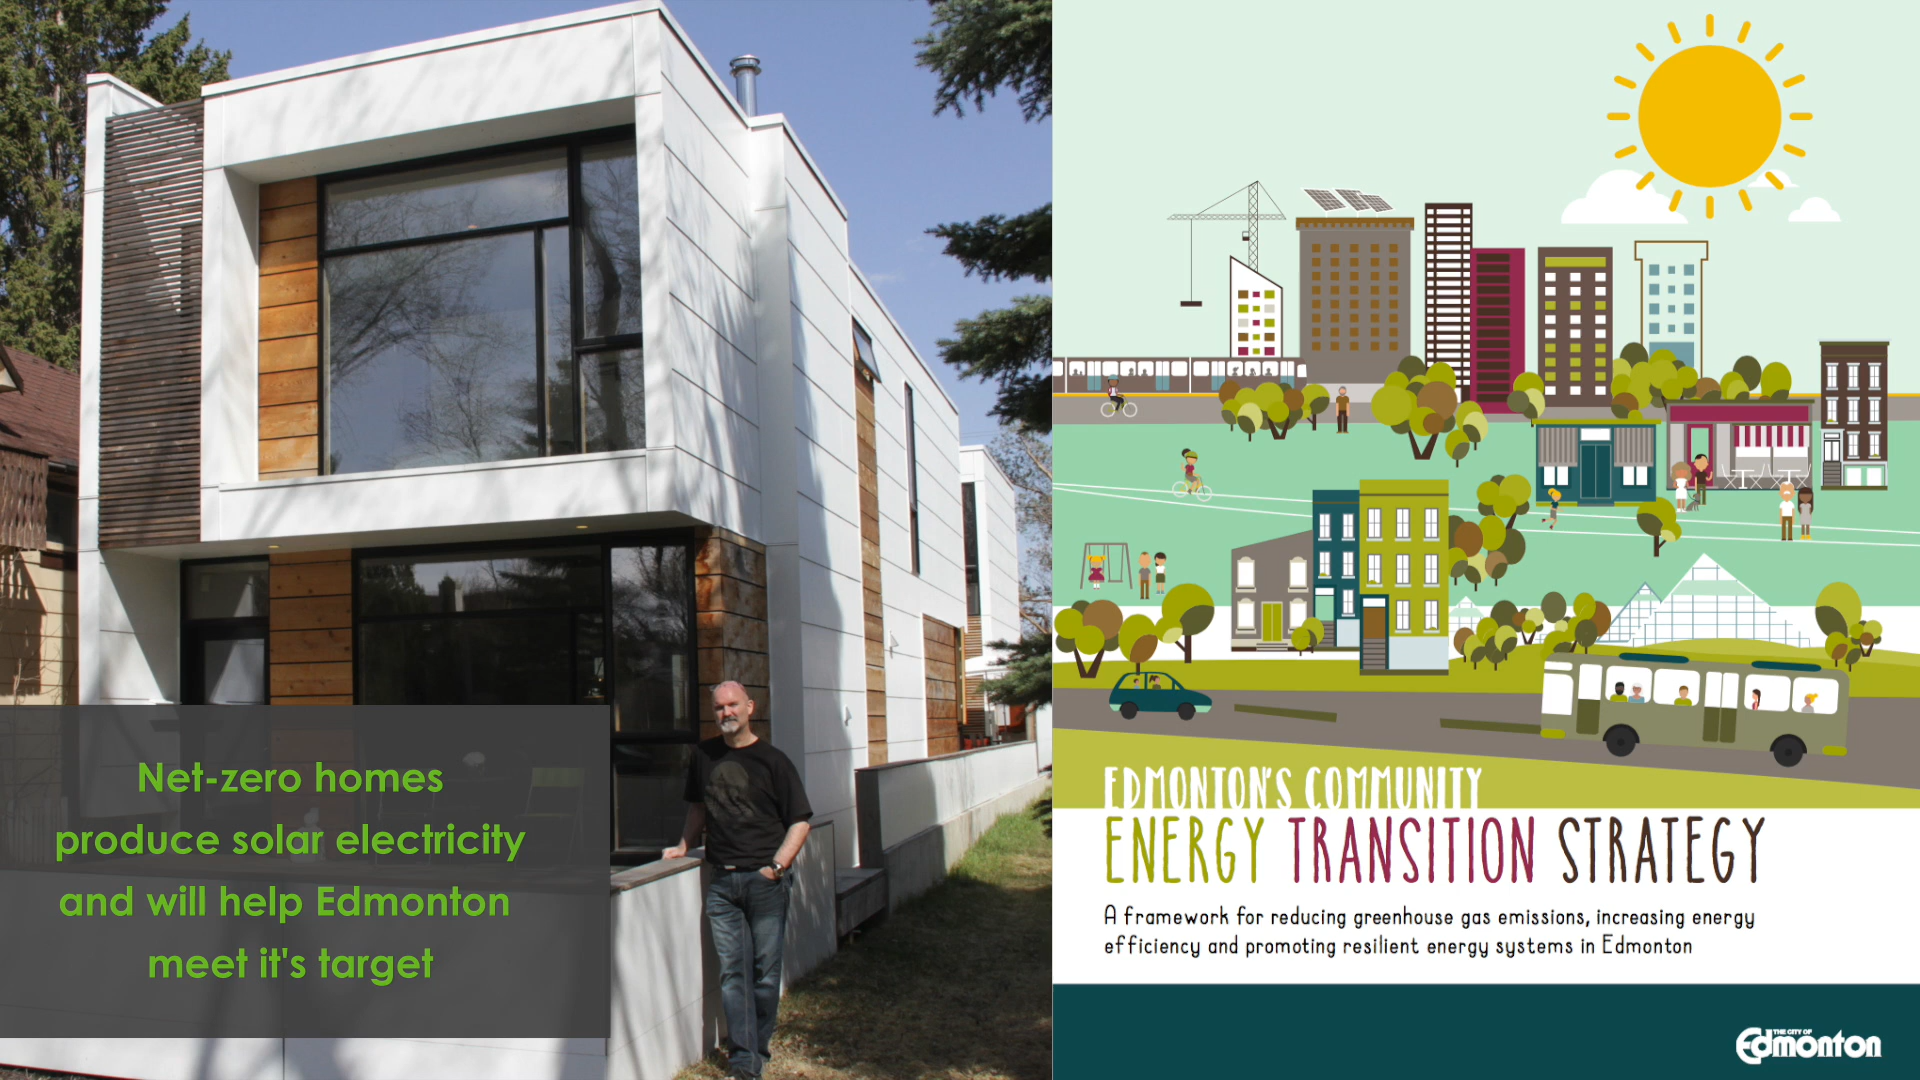 Net-zero homes
produce solar electricity
and will help Edmonton
meet it's target
EDMONTON'S COMMUNITY
ENERGY TRANSITION STRATEGY
A framework for reducing greenhouse gas emissions, increasing energy
efficiency and promoting resilient energy systems in Edmonton
THE CITY OF
Edmonton